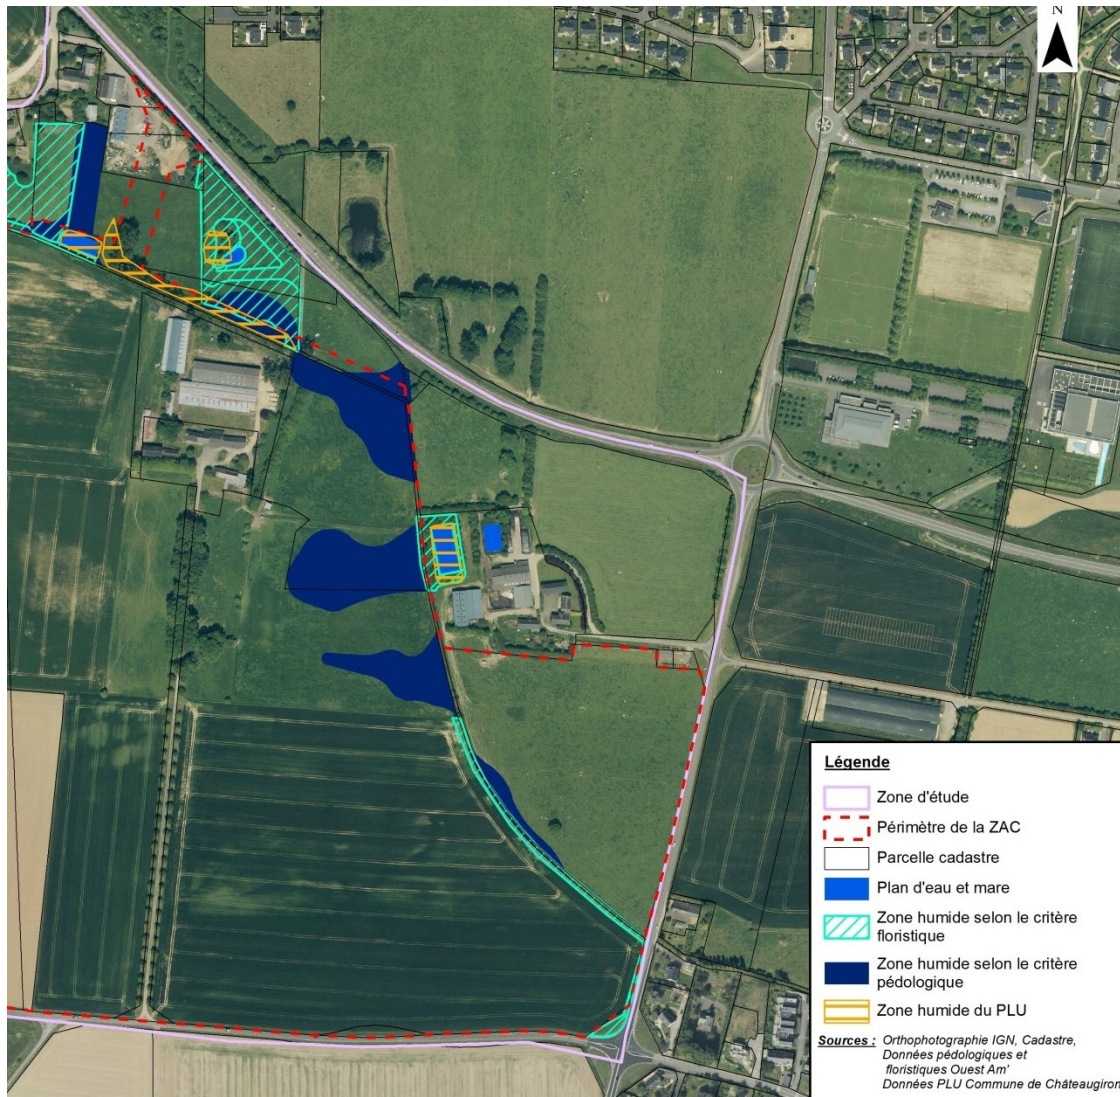 N
Légende
Zone d'étude
Périmètre de la ZAC
Parcelle cadastre
Plan d'eau et mare
Zone humide selon le critère
floristique
Zone humide selon le critère
pédologique
Zone humide du PLU
Sources : Orthophotographie IGN, Cadastre,
Données pédologiques et
floristiques Ouest Am'
Données PLU Commune de Châteaugiron